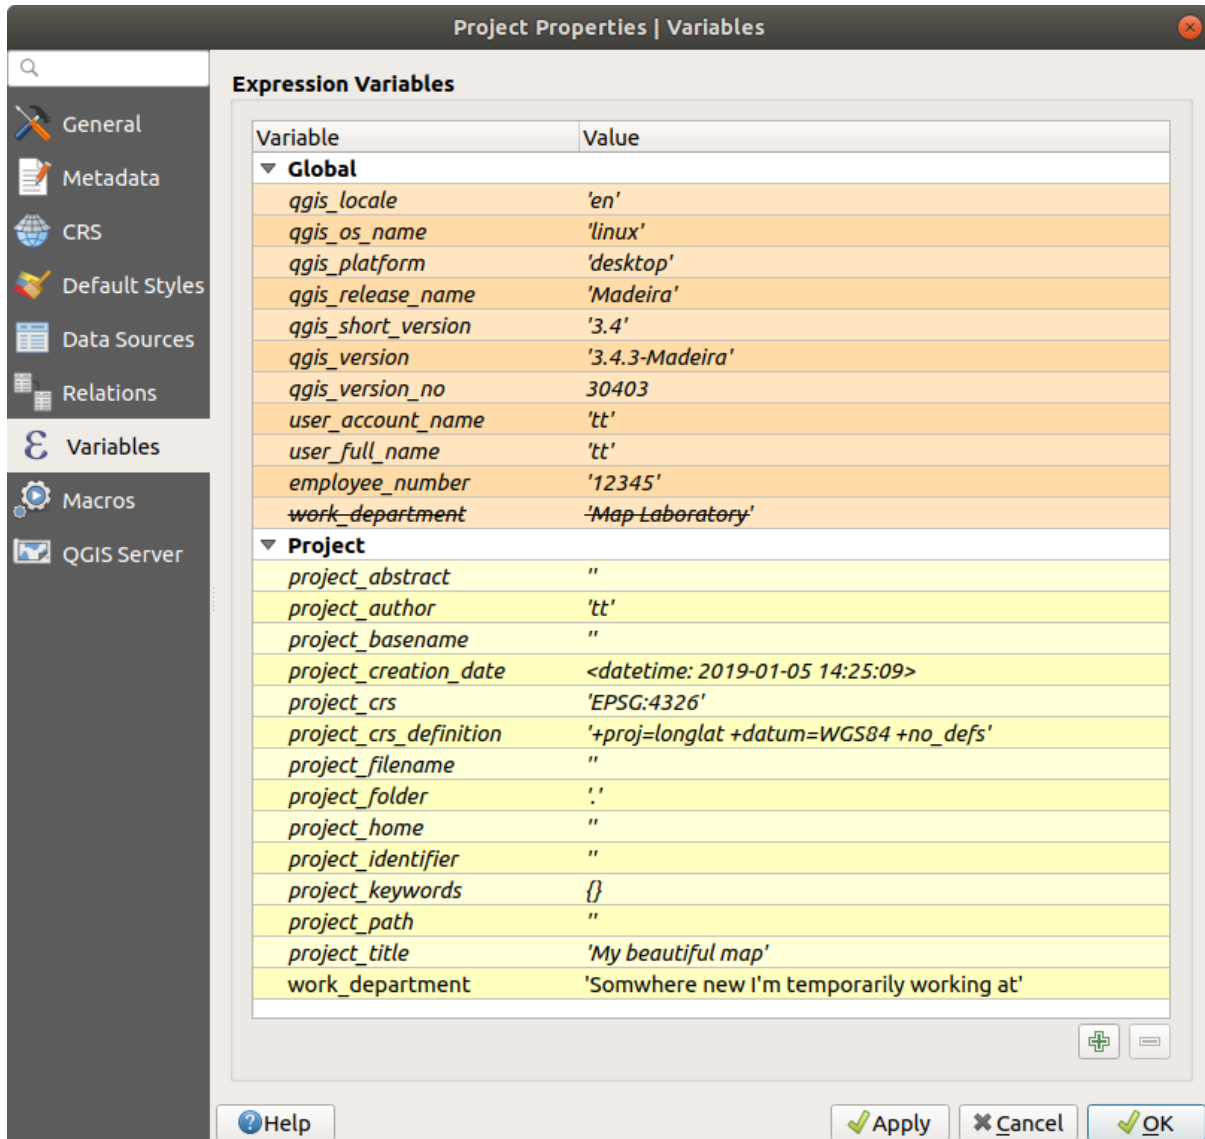 Project Properties | Variables
General
Metadata
CRS
Default Styles
Data Sources
Relations
Variables
Macros
QGIS Server
Expression Variables
Variable Value
Global
qgis_locale 'en'
qgis_os_name 'linux'
qgis_platform 'desktop'
qgis_release_name 'Madeira'
qgis_short_version '3.4'
qgis_version '3.4.3-Madeira'
qgis_version_no 30403
user_account_name 'tt'
user_full_name 'tt'
employee_number '12345'
work_department 'Map Laboratory'
Project
project_abstract ''
project_author 'tt'
project_basename ''
project_creation_date <datetime: 2019-01-05 14:25:09>
project_crs 'EPSG:4326'
project_crs_definition '+proj=longlat +datum=WGS84 +no_defs'
project_filename ''
project_folder '.'
project_home ''
project_identifier ''
project_keywords {}
project_path ''
project_title 'My beautiful map'
work_department 'Somwhere new I'm temporarily working at'
Help Apply Cancel OK